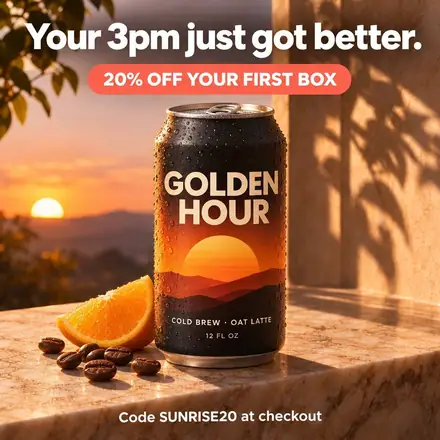 Your 3pm just got better.
20% OFF YOUR FIRST BOX
GOLDEN
HOUR
COLD BREW · OAT LATTE
12 FL OZ
Code SUNRISE20 at checkout